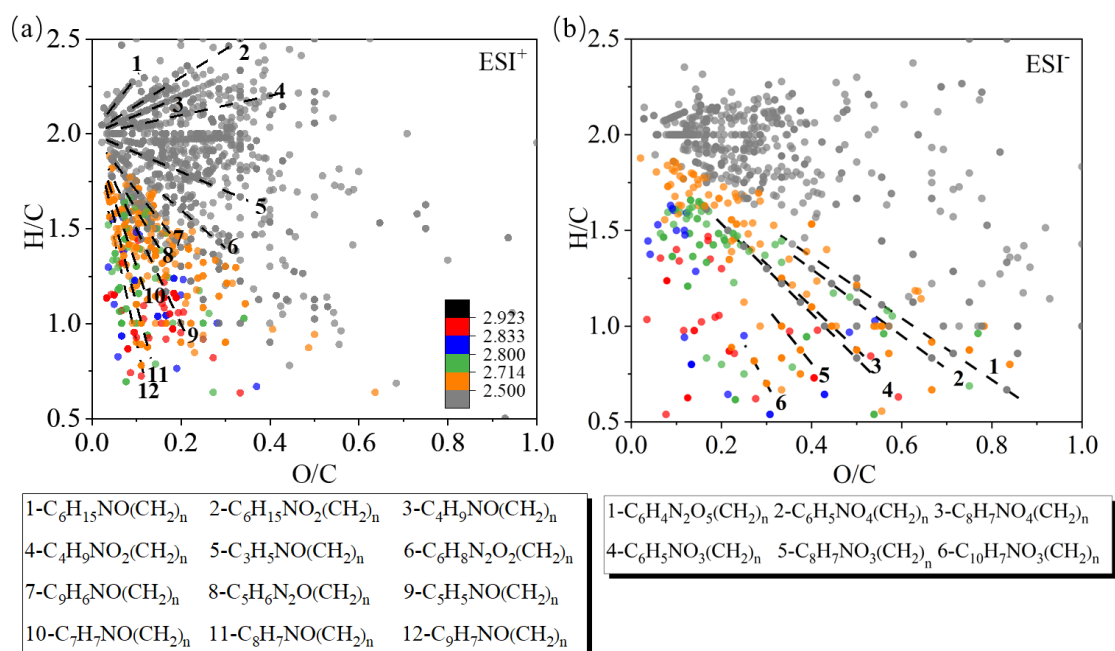 (a)
ESI⁺
2.5
2.0
1.5
1.0
0.5
H/C
1
2
3
4
5
6
7
8
9
10
11
12
2.923
2.833
2.800
2.714
2.500
0.0 0.2 0.4 0.6 0.8 1.0
O/C
(b)
ESI⁻
2.5
2.0
1.5
1.0
0.5
H/C
1
2
3
4
5
6
0.0 0.2 0.4 0.6 0.8 1.0
O/C
1-C₆H₁₅NO(CH₂)ₙ 2-C₆H₁₅NO₂(CH₂)ₙ 3-C₄H₉NO(CH₂)ₙ
4-C₄H₉NO₂(CH₂)ₙ 5-C₃H₅NO(CH₂)ₙ 6-C₆H₈N₂O₂(CH₂)ₙ
7-C₉H₆NO(CH₂)ₙ 8-C₅H₆N₂O(CH₂)ₙ 9-C₅H₅NO(CH₂)ₙ
10-C₇H₇NO(CH₂)ₙ 11-C₈H₇NO(CH₂)ₙ 12-C₉H₇NO(CH₂)ₙ
1-C₆H₄N₂O₅(CH₂)ₙ 2-C₆H₅NO₄(CH₂)ₙ 3-C₈H₇NO₄(CH₂)ₙ
4-C₆H₅NO₃(CH₂)ₙ 5-C₈H₇NO₃(CH₂)ₙ 6-C₁₀H₇NO₃(CH₂)ₙ